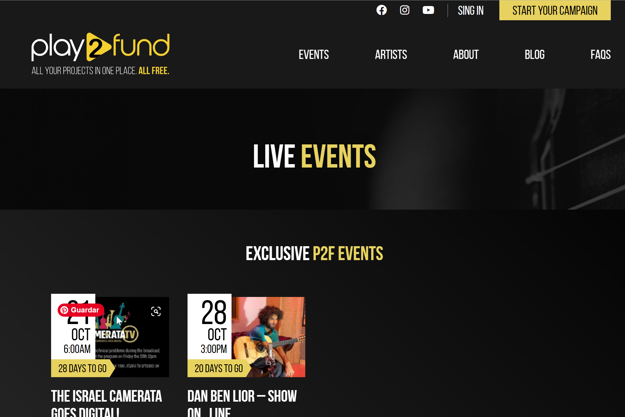 SING IN
START YOUR CAMPAIGN
play2fund
ALL YOUR PROJECTS IN ONE PLACE. ALL FREE.
EVENTS
ARTISTS
ABOUT
BLOG
FAQS
LIVE EVENTS
EXCLUSIVE P2F EVENTS
21
Guardar
OCT
6:00AM
MERATATV
28 DAYS TO GO
28
OCT
3:00PM
20 DAYS TO GO
THE ISRAEL CAMERATA
GOES DIGITAL!
DAN BEN LIOR – SHOW